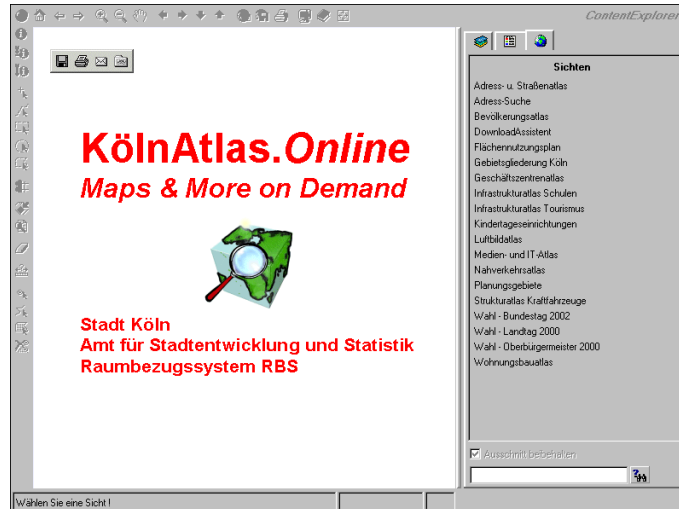 ContentExplorer
KölnAtlas.Online
Maps & More on Demand
Stadt Köln
Amt für Stadtentwicklung und Statistik
Raumbezugssystem RBS
Sichten
Adress- u. Straßenatlas
Adress-Suche
Bevölkerungsatlas
DownloadAssistent
Flächennutzungsplan
Gebietsgliederung Köln
Geschäftszentrenatlas
Infrastrukturatlas Schulen
Infrastrukturatlas Tourismus
Kindertageseinrichtungen
Luftbildatlas
Medien- und IT-Atlas
Nahverkehrsatlas
Planungsgebiete
Strukturatlas Kraftfahrzeuge
Wahl - Bundestag 2002
Wahl - Landtag 2000
Wahl - Oberbürgermeister 2000
Wohnungsbauatlas
Ausschnitt beibehalten
Wählen Sie eine Sicht !